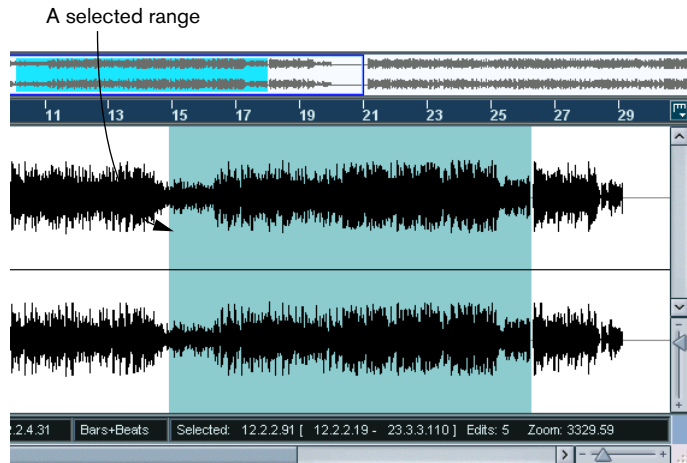 A selected range
11 13 15 17 19 21 23 25 27 29
2.4.31 Bars+Beats Selected: 12.2.2.91 [ 12.2.2.19 - 23.3.3.110 ] Edits: 5 Zoom: 3329.59